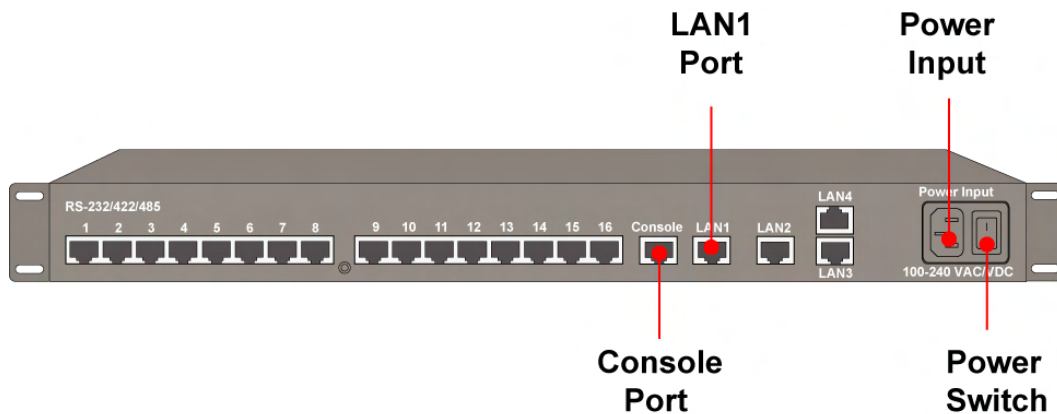 LAN1
Port
Power
Input
RS-232/422/485
1 2 3 4 5 6 7 8 9 10 11 12 13 14 15 16 Console LAN1 LAN2
LAN4
LAN3
Power Input
100-240 VAC/VDC
Console
Port
Power
Switch